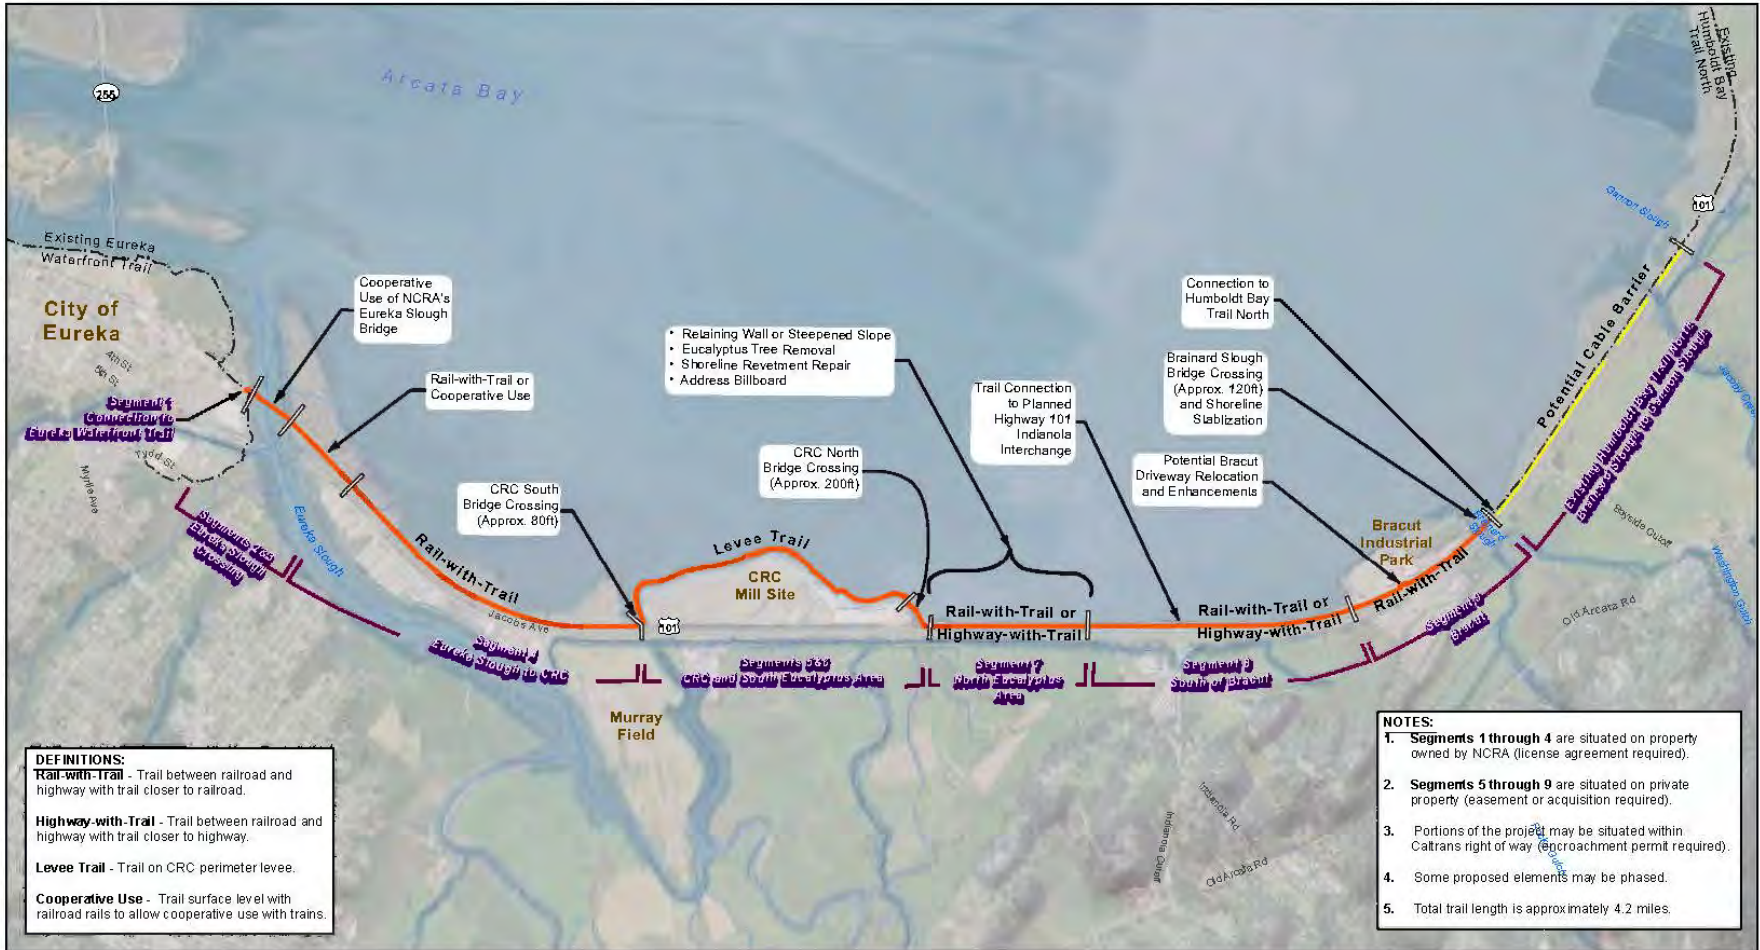 Arcata Bay
255
Existing
Humboldt Bay
Trail North
101
Gannon Slough
Existing Eureka
Waterfront Trail
City of
Eureka
4th St
5th St
Myrtle Ave
Segment 1
Connection to
Eureka Waterfront Trail
Cooperative
Use of NCRA's
Eureka Slough
Bridge
Rail-with-Trail or
Cooperative Use
Segments 2&3
Eureka Slough
Crossing
Eureka Slough
Rail-with-Trail
Jacobs Ave
CRC South
Bridge Crossing
(Approx. 80ft)
Segment 4
Eureka Slough to CRC
101
Levee Trail
CRC
Mill Site
Segments 5&6
CRC and South Eucalyptus Area
Murray
Field
• Retaining Wall or Steepened Slope
• Eucalyptus Tree Removal
• Shoreline Revetment Repair
• Address Billboard
CRC North
Bridge Crossing
(Approx. 200ft)
Rail-with-Trail or
Highway-with-Trail
Segment 7
North Eucalyptus
Area
Trail Connection
to Planned
Highway 101
Indianola
Interchange
Rail-with-Trail or
Highway-with-Trail
Segment 8
South of Bracut
Connection to
Humboldt Bay
Trail North
Brainard Slough
Bridge Crossing
(Approx. 120ft)
and Shoreline
Stablization
Potential Bracut
Driveway Relocation
and Enhancements
Bracut
Industrial
Park
Rail-with-Trail
Segment 9
Bracut
Brainard
Slough
Potential Cable Barrier
Existing Humboldt Bay Trail North
Brainard Slough to Gannon Slough
Jacoby Creek
Bayside Cutoff
Washington Gulch
Old Arcata Rd
Indianola Rd
Indianola Cutoff
Old Arcata Rd
DEFINITIONS:
Rail-with-Trail - Trail between railroad and
highway with trail closer to railroad.
Highway-with-Trail - Trail between railroad and
highway with trail closer to highway.
Levee Trail - Trail on CRC perimeter levee.
Cooperative Use - Trail surface level with
railroad rails to allow cooperative use with trains.
NOTES:
1. Segments 1 through 4 are situated on property
owned by NCRA (license agreement required).
2. Segments 5 through 9 are situated on private
property (easement or acquisition required).
3. Portions of the project may be situated within
Caltrans right of way (encroachment permit required).
4. Some proposed elements may be phased.
5. Total trail length is approximately 4.2 miles.